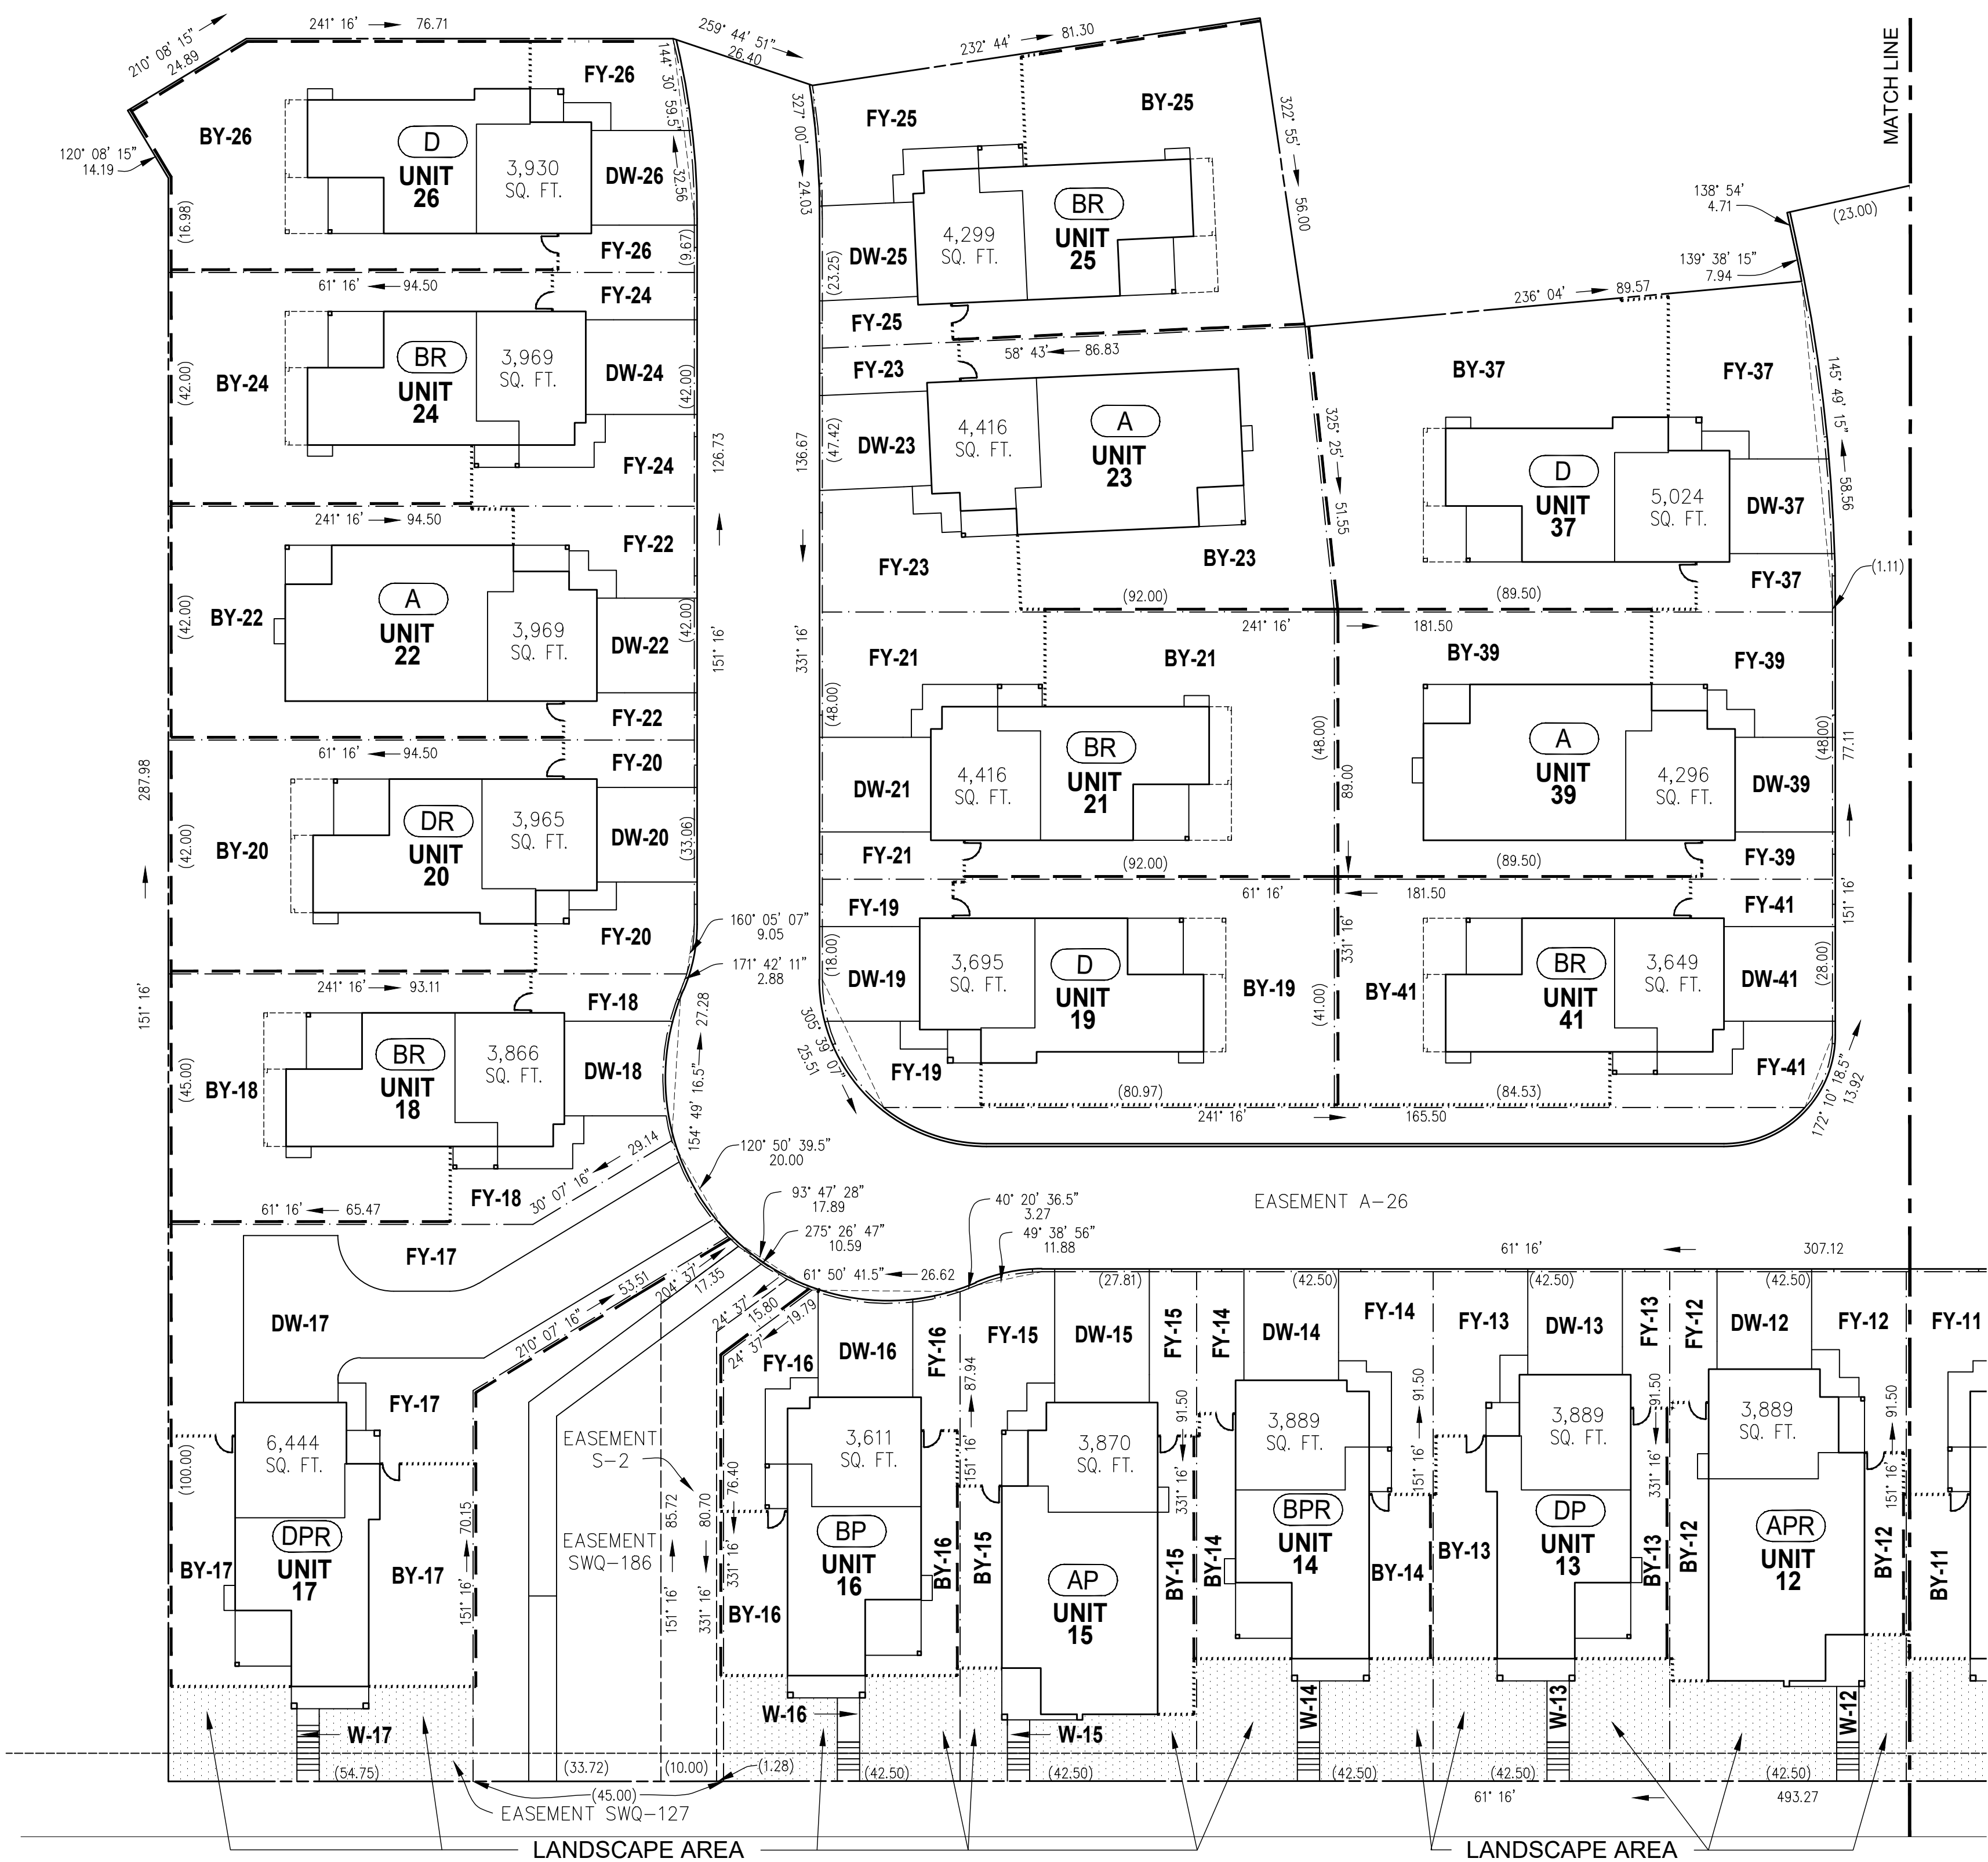 210° 08' 15"
24.89
241° 16' 76.71
259° 44' 51"
26.40
232° 44' 81.30
MATCH LINE
120° 08' 15"
14.19
BY-26
(16.98)
D
UNIT
26
3,930
SQ. FT.
FY-26
DW-26
FY-26
144° 30' 59.5" 32.56
(9.67)
61° 16' 94.50
327° 00' 24.03
FY-25
BY-25
DW-25
(23.25)
4,299
SQ. FT.
BR
UNIT
25
FY-25
322° 55' 56.00
58° 43' 86.83
138° 54'
4.71
(23.00)
139° 38' 15"
7.94
236° 04' 89.57
BY-24
(42.00)
BR
UNIT
24
3,969
SQ. FT.
FY-24
DW-24
(42.00)
FY-24
241° 16' 94.50
126.73
151° 16'
136.67
331° 16'
FY-23
DW-23
(47.42)
4,416
SQ. FT.
A
UNIT
23
FY-23
BY-23
325° 25' 51.55
(92.00)
BY-37
FY-37
D
UNIT
37
5,024
SQ. FT.
DW-37
FY-37
145° 49' 15" 58.56
(1.11)
(89.50)
241° 16' 181.50
BY-22
(42.00)
A
UNIT
22
3,969
SQ. FT.
FY-22
DW-22
(42.00)
FY-22
61° 16' 94.50
FY-21
BY-21
(48.00)
DW-21
4,416
SQ. FT.
BR
UNIT
21
FY-21
(92.00)
(48.00)
89.00
331° 16'
BY-39
FY-39
A
UNIT
39
4,296
SQ. FT.
DW-39
(48.00)
77.11
151° 16'
FY-39
(89.50)
61° 16' 181.50
287.98
151° 16'
BY-20
(42.00)
DR
UNIT
20
3,965
SQ. FT.
FY-20
DW-20
(33.06)
FY-20
241° 16' 93.11
160° 05' 07"
9.05
171° 42' 11"
2.88
FY-19
DW-19
(18.00)
3,695
SQ. FT.
D
UNIT
19
BY-19
(41.00)
FY-19
305° 39' 07"
25.51
(80.97)
BY-41
BR
UNIT
41
3,649
SQ. FT.
FY-41
DW-41
(28.00)
FY-41
(84.53)
241° 16' 165.50
172° 10' 18.5"
13.92
BY-18
(45.00)
BR
UNIT
18
3,866
SQ. FT.
FY-18
DW-18
FY-18
154° 49' 16.5" 27.28
30° 07' 16" 29.14
61° 16' 65.47
120° 50' 39.5"
20.00
93° 47' 28"
17.89
275° 26' 47"
10.59
61° 50' 41.5" 26.62
40° 20' 36.5"
3.27
49° 38' 56"
11.88
EASEMENT A-26
61° 16' 307.12
FY-17
DW-17
FY-17
(100.00)
6,444
SQ. FT.
DPR
UNIT
17
BY-17
BY-17
151° 16' 70.15
210° 07' 16" 53.51
204° 37'
17.35
24° 37'
15.80
24° 37' 19.79
EASEMENT
S-2
EASEMENT
SWQ-186
151° 16' 85.72
331° 16' 80.70
331° 16' 76.40
FY-16
DW-16
FY-16
3,611
SQ. FT.
BP
UNIT
16
BY-16
BY-16
151° 16' 87.94
FY-15
DW-15
(27.81)
FY-15
3,870
SQ. FT.
AP
UNIT
15
BY-15
BY-15
331° 16' 91.50
FY-14
DW-14
(42.50)
FY-14
3,889
SQ. FT.
BPR
UNIT
14
BY-14
BY-14
151° 16' 91.50
FY-13
DW-13
(42.50)
FY-13
3,889
SQ. FT.
DP
UNIT
13
BY-13
BY-13
331° 16' 91.50
FY-12
DW-12
(42.50)
FY-12
3,889
SQ. FT.
APR
UNIT
12
BY-12
BY-12
151° 16' 91.50
FY-11
BY-11
W-17
W-16
W-15
W-14
W-13
W-12
(54.75)
(33.72)
(10.00)
(1.28)
(42.50)
(42.50)
(42.50)
(42.50)
(42.50)
(45.00)
EASEMENT SWQ-127
61° 16' 493.27
LANDSCAPE AREA
LANDSCAPE AREA